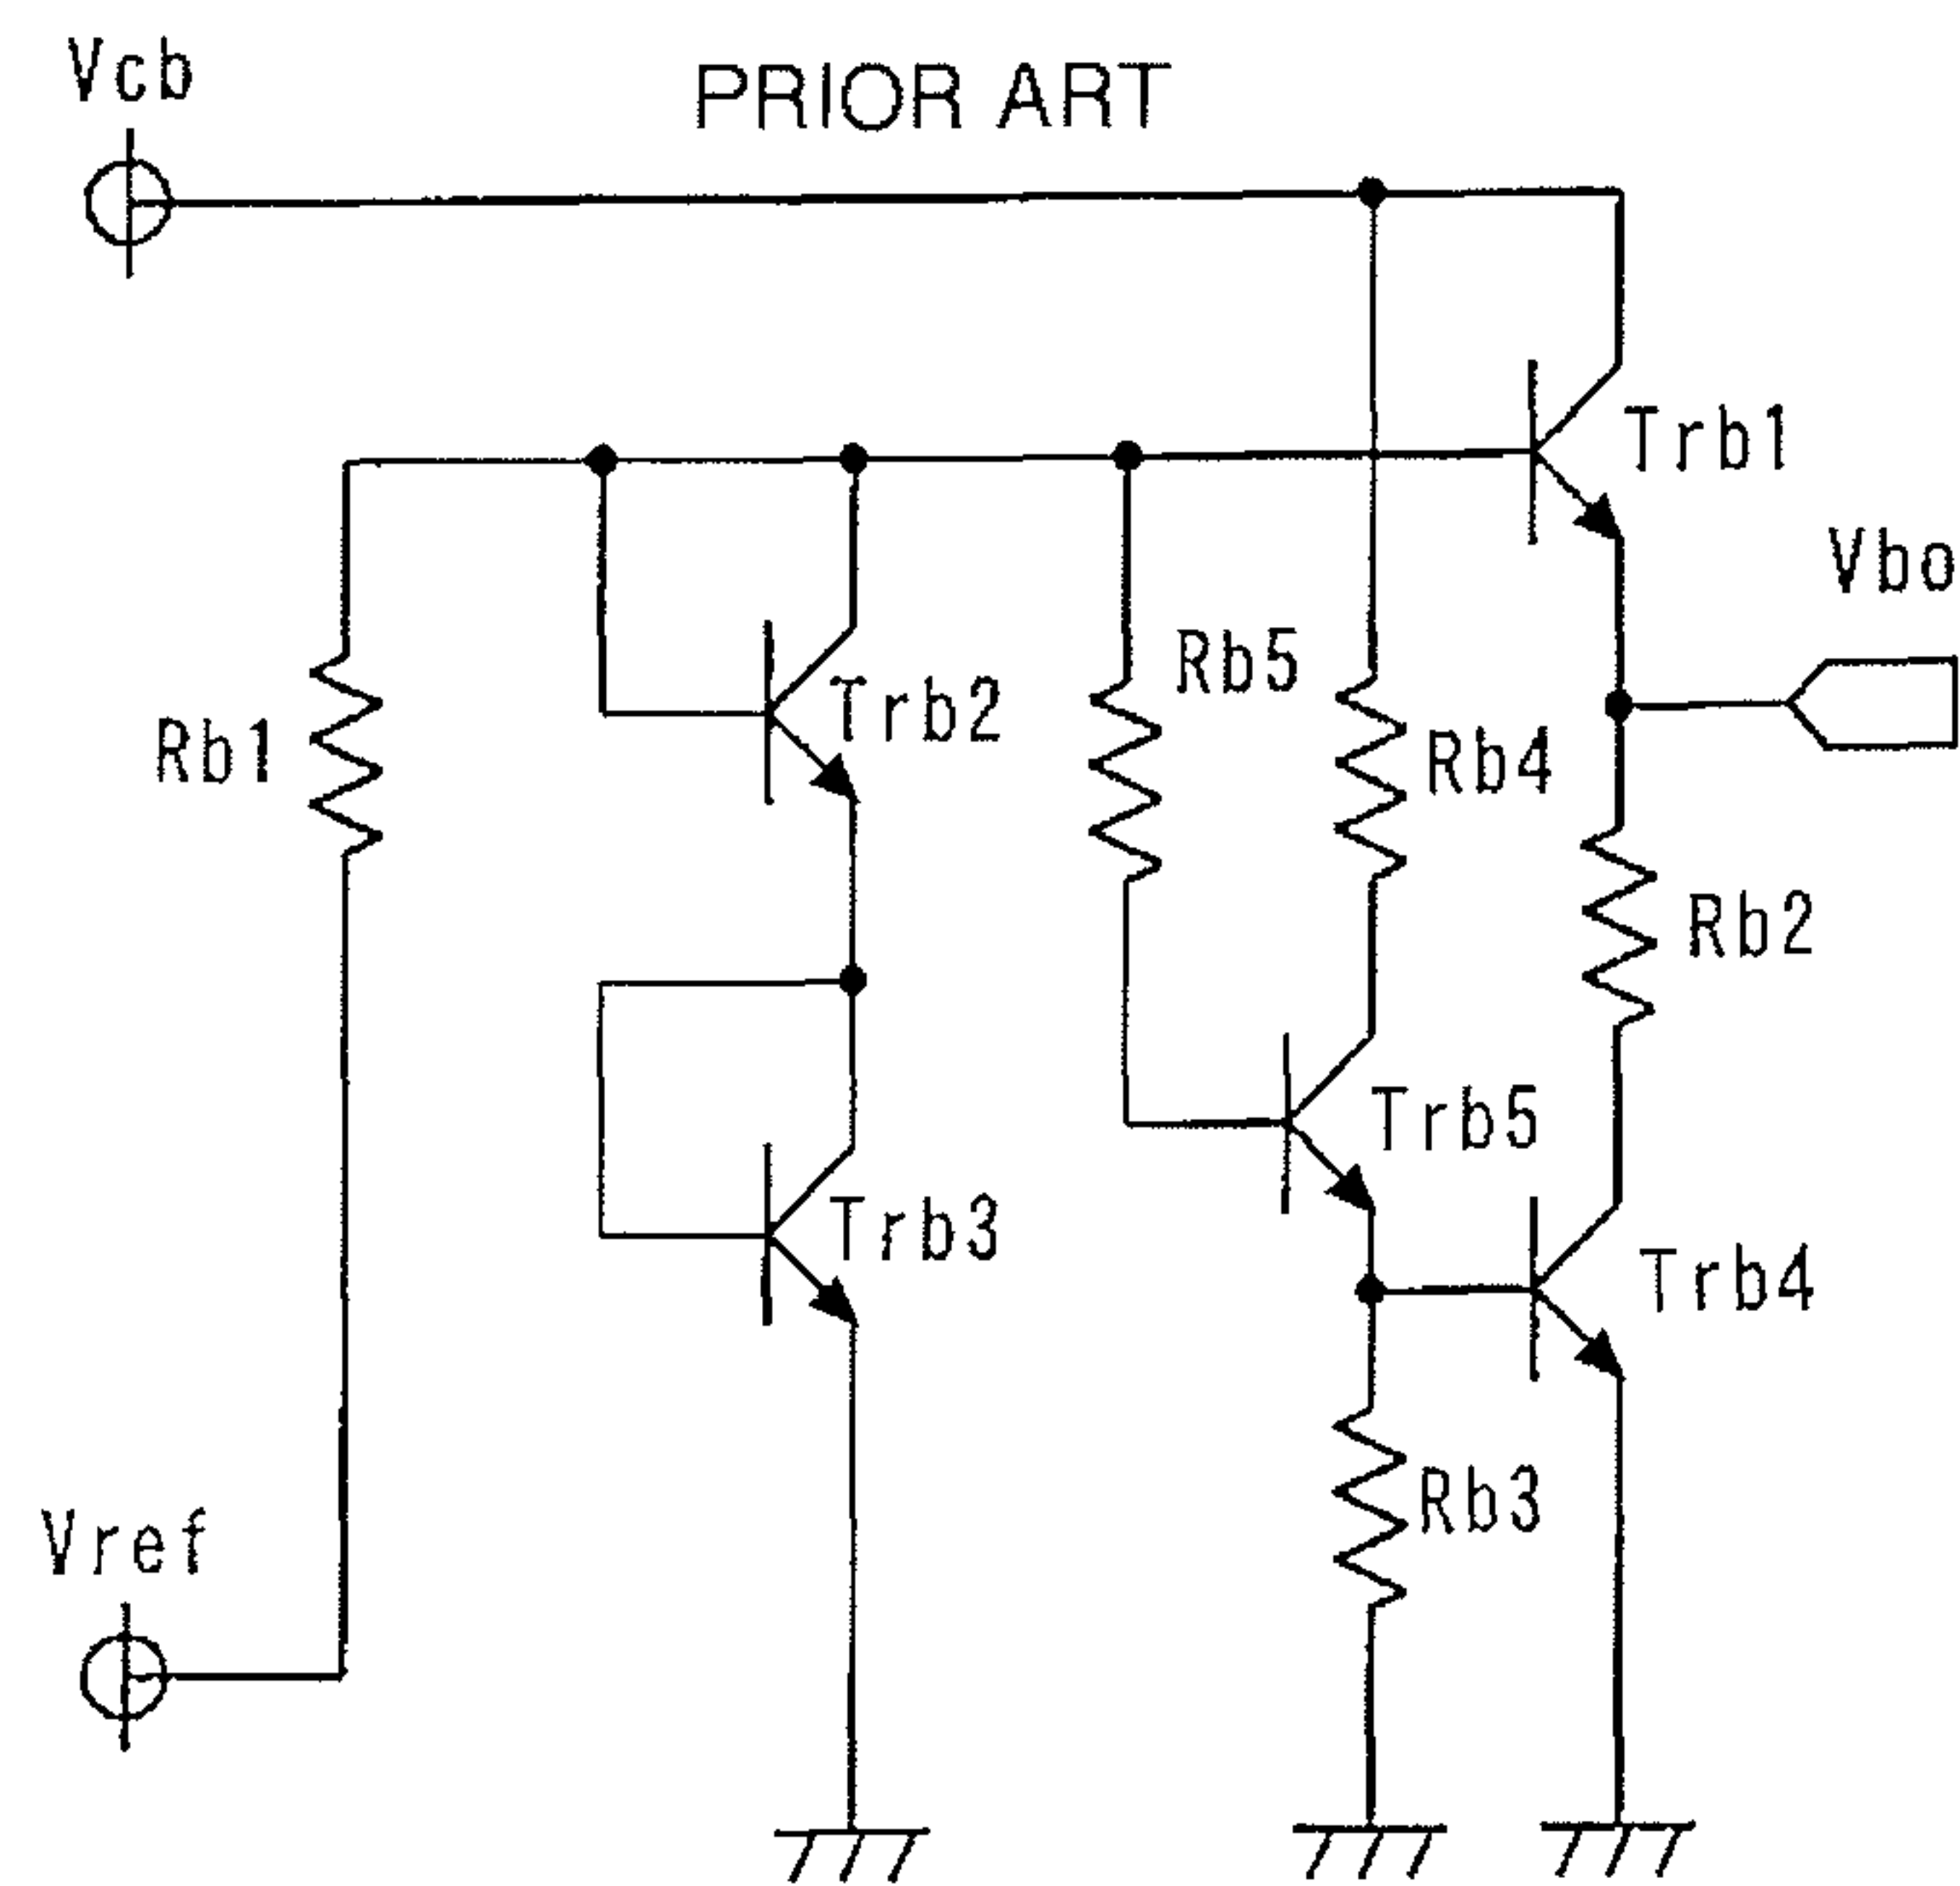 Vcb
PRIOR ART
Trb1
Vbo
Rb5
Trb2
Rb1
Rb4
Rb2
Trb5
Trb3
Trb4
Rb3
Vref